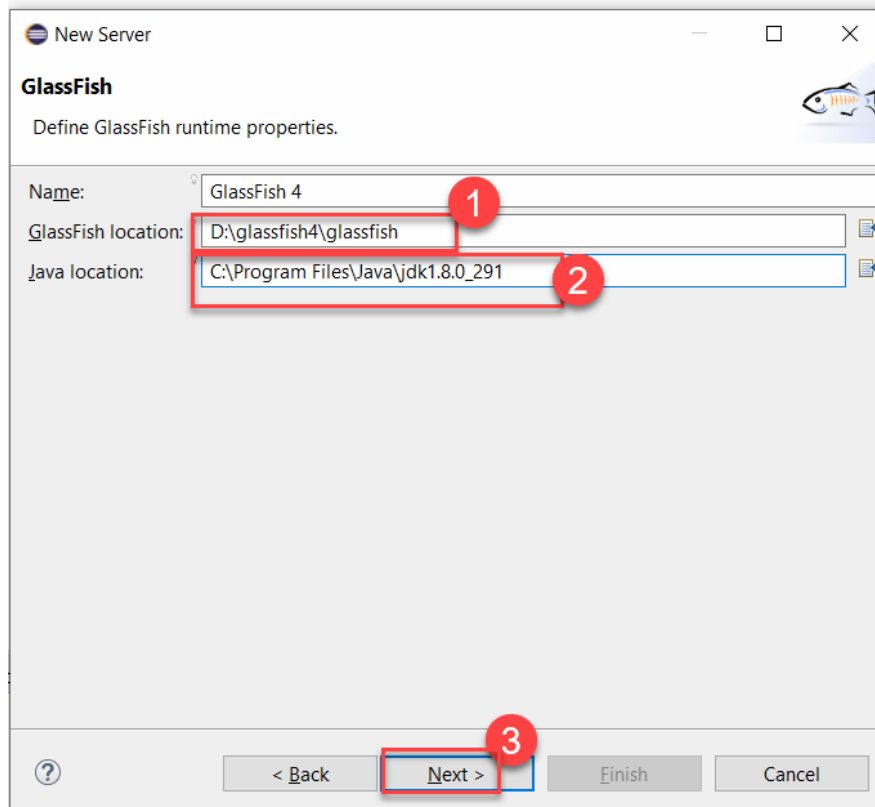 New Server
GlassFish
Define GlassFish runtime properties.
Name: GlassFish 4
1
GlassFish location: D:\glassfish4\glassfish
Java location: C:\Program Files\Java\jdk1.8.0_291
2
3
? < Back Next > Finish Cancel